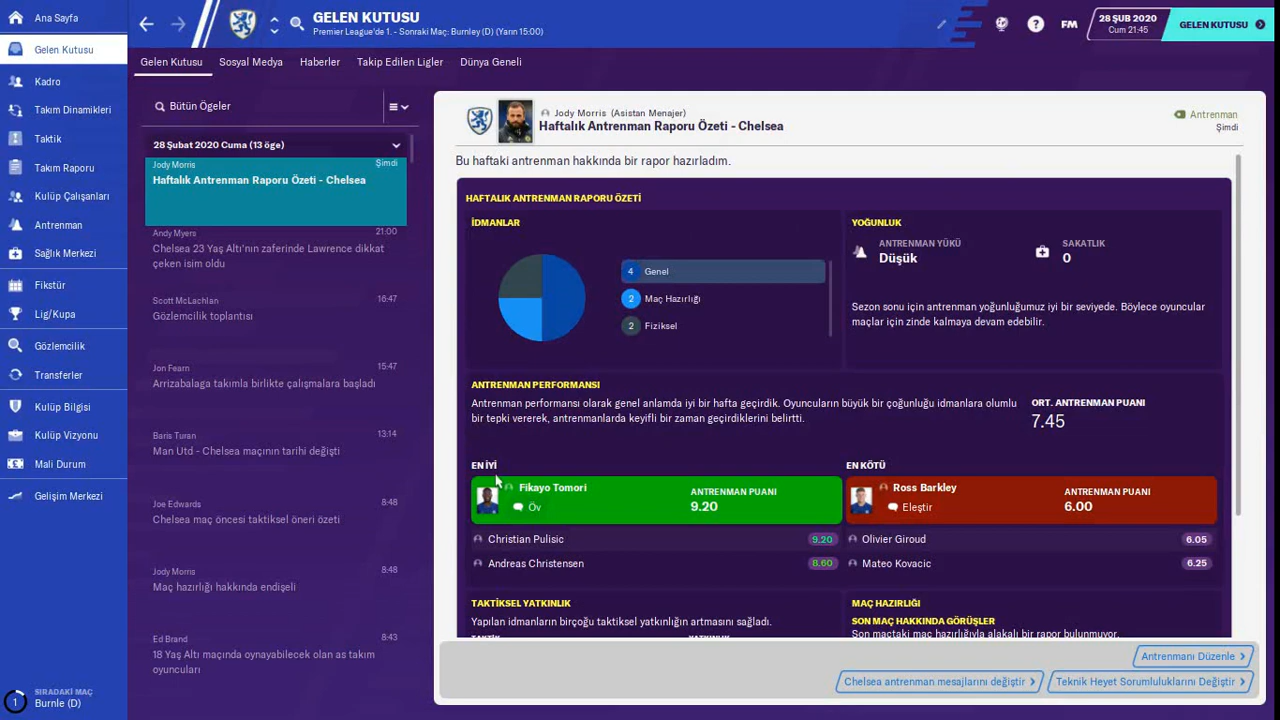 Ana Sayfa
Gelen Kutusu
Kadro
Takım Dinamikleri
Taktik
Takım Raporu
Kulüp Çalışanları
Antrenman
Sağlık Merkezi
Fikstür
Lig/Kupa
Gözlemcilik
Transferler
Kulüp Bilgisi
Kulüp Vizyonu
Mali Durum
Gelişim Merkezi
1
SIRADAKİ MAÇ
Burnle (D)
GELEN KUTUSU
Premier League'de 1. - Sonraki Maç: Burnley (D) (Yarın 15:00)
?
FM
28 ŞUB 2020
Cum 21:45
GELEN KUTUSU
Gelen Kutusu
Sosyal Medya
Haberler
Takip Edilen Ligler
Dünya Geneli
Bütün Ögeler
28 Şubat 2020 Cuma (13 öge)
Jody Morris
Şimdi
Haftalık Antrenman Raporu Özeti - Chelsea
Andy Myers
21:00
Chelsea 23 Yaş Altı'nın zaferinde Lawrence dikkat
çeken isim oldu
Scott McLachlan
16:47
Gözlemcilik toplantısı
Jon Fearn
15:47
Arrizabalaga takımla birlikte çalışmalara başladı
Baris Turan
13:14
Man Utd - Chelsea maçının tarihi değişti
Joe Edwards
8:48
Chelsea maç öncesi taktiksel öneri özeti
Jody Morris
8:48
Maç hazırlığı hakkında endişeli
Ed Brand
8:43
18 Yaş Altı maçında oynayabilecek olan as takım
oyuncuları
Jody Morris (Asistan Menajer)
Haftalık Antrenman Raporu Özeti - Chelsea
Antrenman
Şimdi
Bu haftaki antrenman hakkında bir rapor hazırladım.
HAFTALIK ANTRENMAN RAPORU ÖZETİ
İDMANLAR
4 Genel
2 Maç Hazırlığı
2 Fiziksel
YOĞUNLUK
ANTRENMAN YÜKÜ
Düşük
SAKATLIK
0
Sezon sonu için antrenman yoğunluğumuz iyi bir seviyede. Böylece oyuncular
maçlar için zinde kalmaya devam edebilir.
ANTRENMAN PERFORMANSI
Antrenman performansı olarak genel anlamda iyi bir hafta geçirdik. Oyuncuların büyük bir çoğunluğu idmanlara olumlu
bir tepki vererek, antrenmanlarda keyifli bir zaman geçirdiklerini belirtti.
ORT. ANTRENMAN PUANI
7.45
EN İYİ
Fikayo Tomori
Öv
ANTRENMAN PUANI
9.20
Christian Pulisic 9.20
Andreas Christensen 8.60
EN KÖTÜ
Ross Barkley
Eleştir
ANTRENMAN PUANI
6.00
Olivier Giroud 6.05
Mateo Kovacic 6.25
TAKTİKSEL YATKINLIK
Yapılan idmanların birçoğu taktiksel yatkınlığın artmasını sağladı.
TAKTİK YATKINLIK
MAÇ HAZIRLIĞI
SON MAÇ HAKKINDA GÖRÜŞLER
Son maçtaki maç hazırlığıyla alakalı bir rapor bulunmuyor.
Antrenmanı Düzenle
Chelsea antrenman mesajlarını değiştir
Teknik Heyet Sorumluluklarını Değiştir